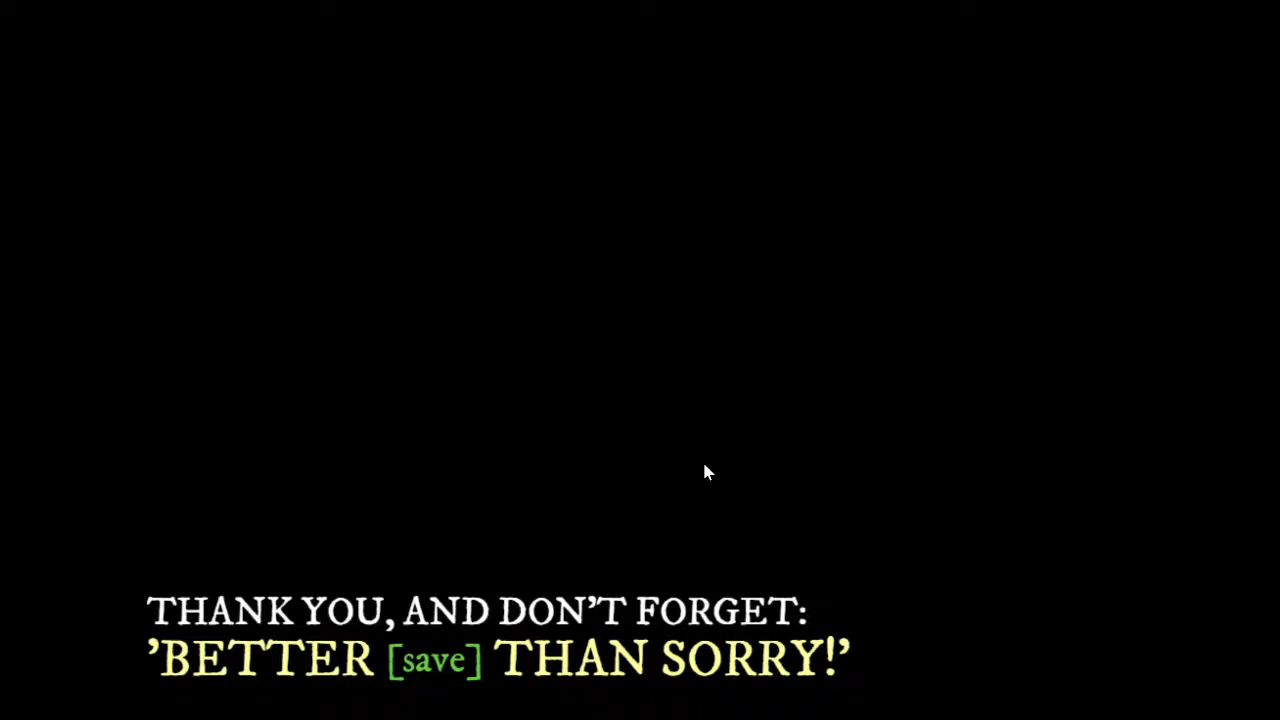 THANK YOU, AND DON’T FORGET:
’BETTER [save] THAN SORRY!’